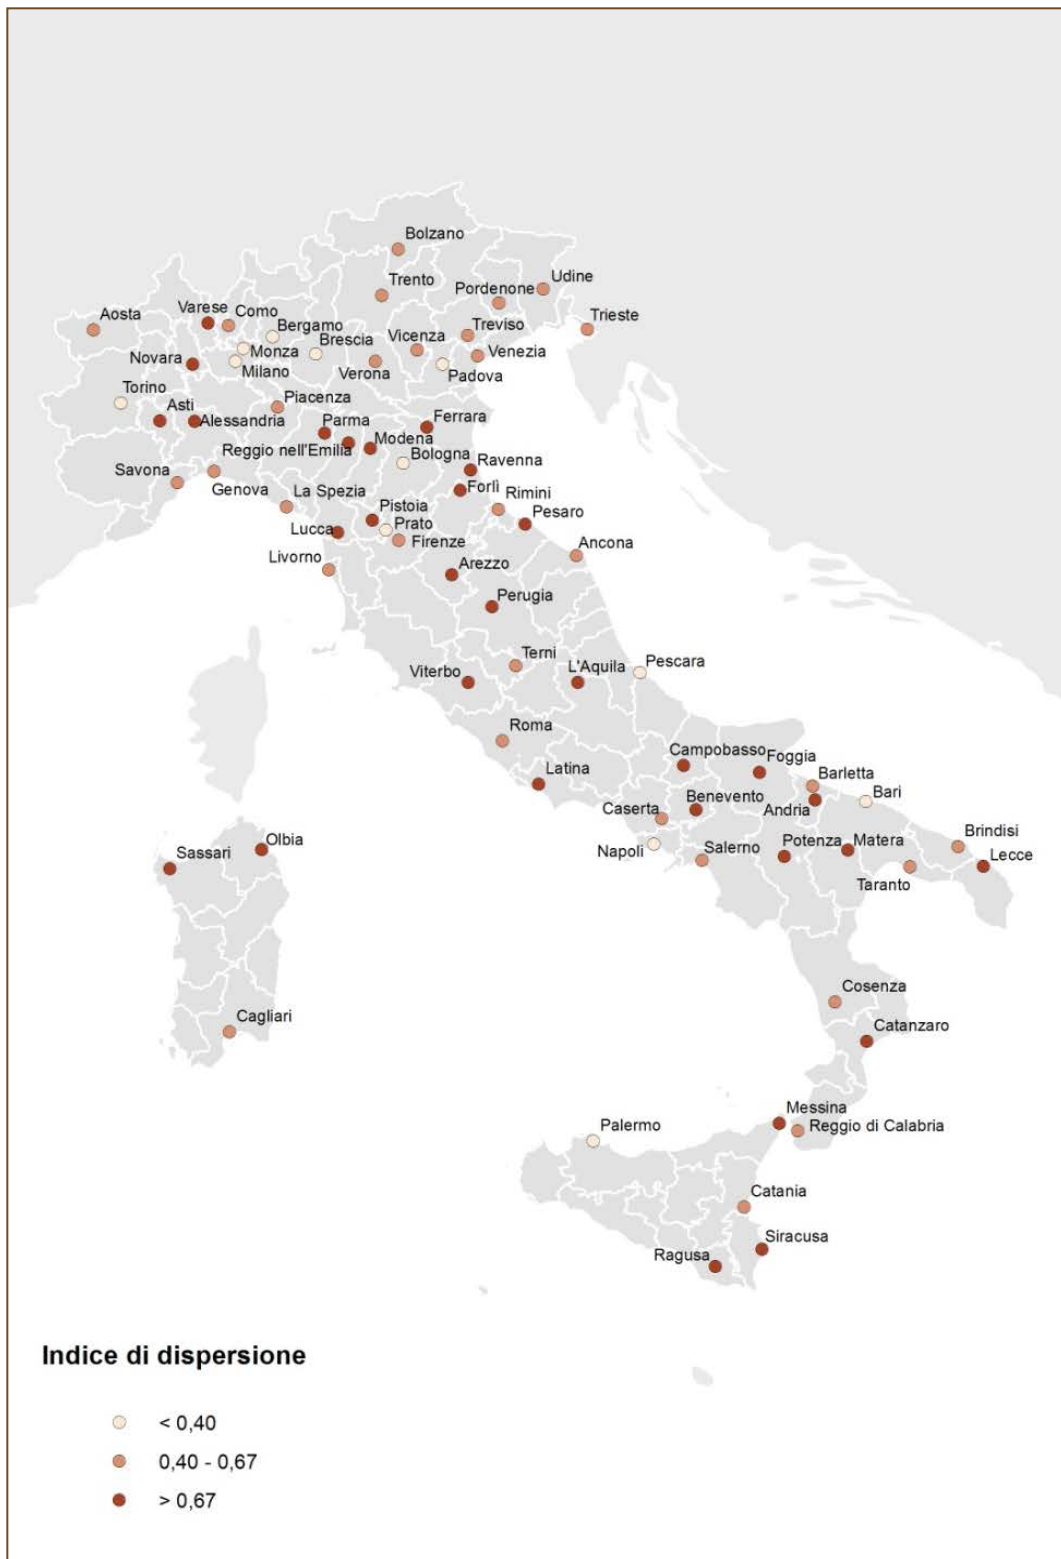 Bolzano
Trento
Udine
Pordenone
Aosta
Varese
Como
Trieste
Bergamo
Vicenza
Treviso
Brescia
Monza
Venezia
Novara
Milano
Verona
Padova
Torino
Asti
Piacenza
Alessandria
Parma
Ferrara
Modena
Reggio nell'Emilia
Bologna
Savona
Ravenna
Genova
La Spezia
Forlì
Rimini
Pistoia
Pesaro
Lucca
Prato
Firenze
Ancona
Livorno
Arezzo
Perugia
Terni
Viterbo
L'Aquila
Pescara
Roma
Campobasso
Foggia
Latina
Barletta
Benevento
Bari
Caserta
Andria
Olbia
Potenza
Matera
Brindisi
Sassari
Napoli
Salerno
Lecce
Taranto
Cosenza
Cagliari
Catanzaro
Messina
Palermo
Reggio di Calabria
Catania
Siracusa
Ragusa
Indice di dispersione
< 0,40
0,40 - 0,67
> 0,67